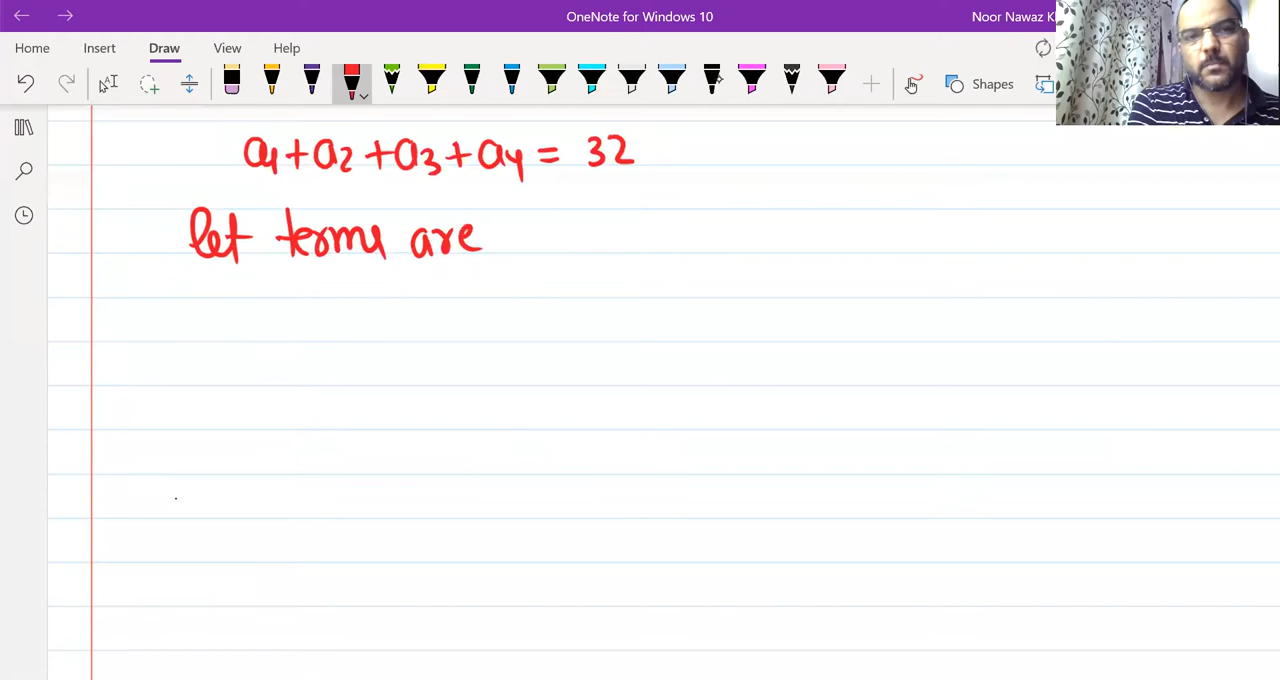 OneNote for Windows 10
Noor Nawaz K
Home Insert Draw View Help
Shapes
a1+a2+a3+a4= 32
let terms are